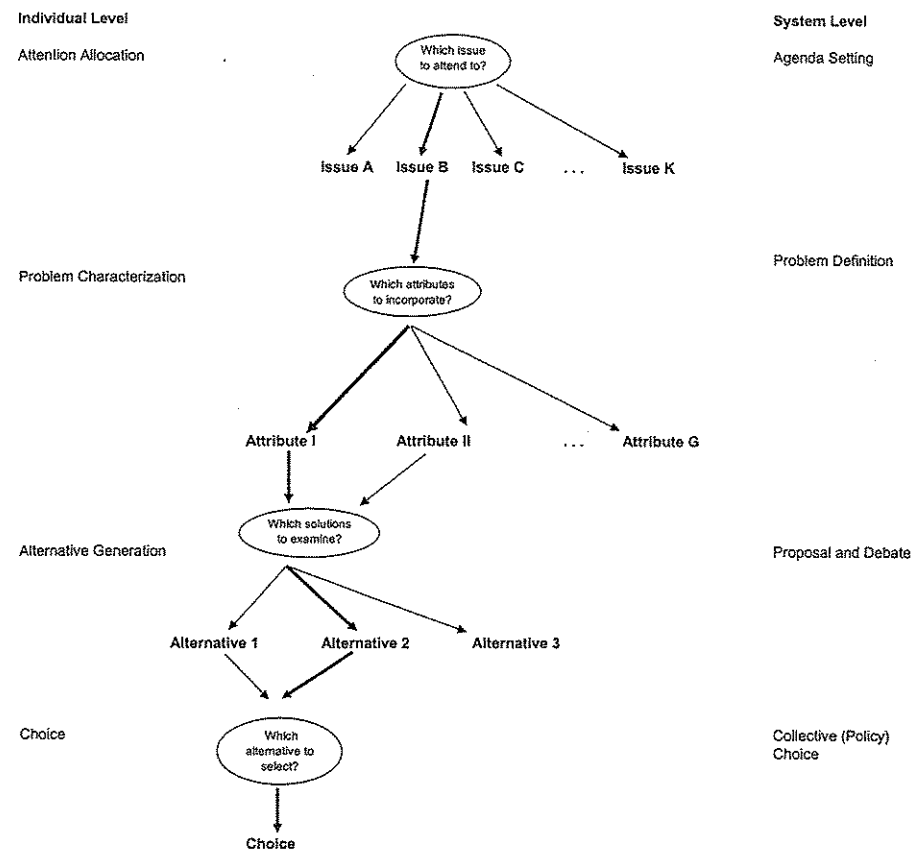 Individual Level
System Level
Attention Allocation
Which issue
to attend to?
Agenda Setting
Issue A Issue B Issue C ... Issue K
Problem Characterization
Which attributes
to incorporate?
Problem Definition
Attribute I Attribute II ... Attribute G
Which solutions
to examine?
Alternative Generation
Proposal and Debate
Alternative 1 Alternative 2 Alternative 3
Choice
Which
alternative to
select?
Collective (Policy)
Choice
Choice